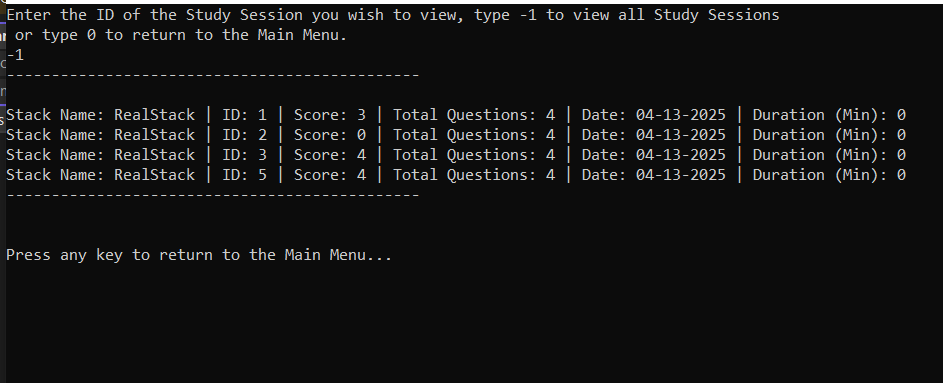 Enter the ID of the Study Session you wish to view, type -1 to view all Study Sessions
or type 0 to return to the Main Menu.
-1
----------------------------------------------
Stack Name: RealStack | ID: 1 | Score: 3 | Total Questions: 4 | Date: 04-13-2025 | Duration (Min): 0
Stack Name: RealStack | ID: 2 | Score: 0 | Total Questions: 4 | Date: 04-13-2025 | Duration (Min): 0
Stack Name: RealStack | ID: 3 | Score: 4 | Total Questions: 4 | Date: 04-13-2025 | Duration (Min): 0
Stack Name: RealStack | ID: 5 | Score: 4 | Total Questions: 4 | Date: 04-13-2025 | Duration (Min): 0
----------------------------------------------
Press any key to return to the Main Menu...